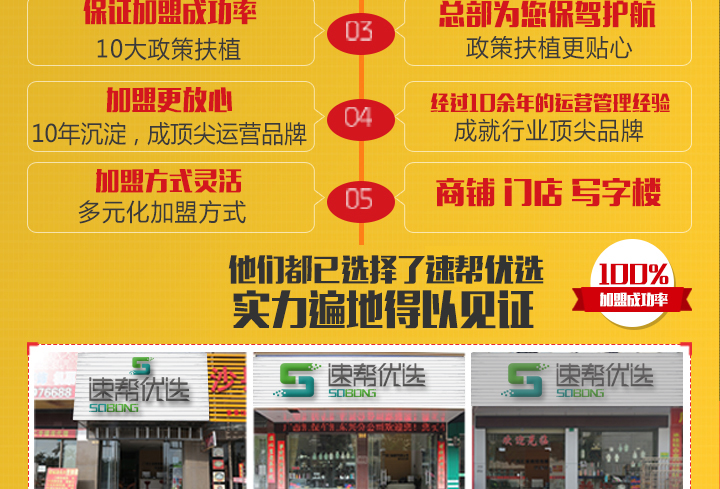 保证加盟成功率
10大政策扶植
03
总部为您保驾护航
政策扶植更贴心
加盟更放心
10年沉淀，成顶尖运营品牌
04
经过10余年的运营管理经验
成就行业顶尖品牌
加盟方式灵活
多元化加盟方式
05
商铺 门店 写字楼
他们都已选择了速帮优选
实力遍地得以见证
100%
加盟成功率
速帮优选
SOBONG
速帮优选
SOBONG
速帮优选
SOBONG
欢迎光临